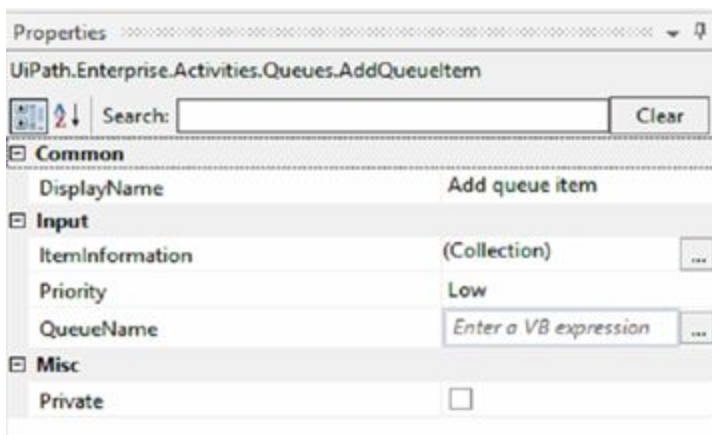 Properties
UiPath.Enterprise.Activities.Queues.AddQueueItem
Search: Clear
Common
DisplayName Add queue item
Input
ItemInformation (Collection) ...
Priority Low
QueueName Enter a VB expression ...
Misc
Private